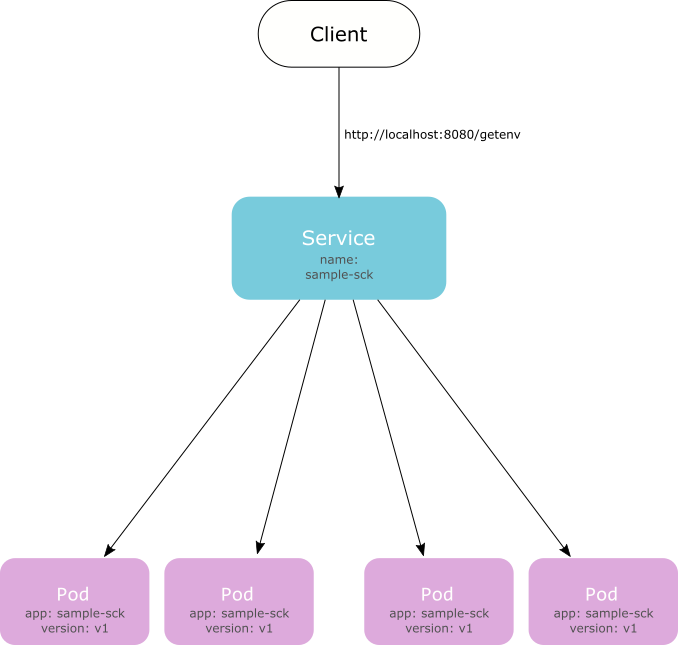 Client
http://localhost:8080/getenv
Service
name:
sample-sck
Pod
app: sample-sck
version: v1
Pod
app: sample-sck
version: v1
Pod
app: sample-sck
version: v1
Pod
app: sample-sck
version: v1